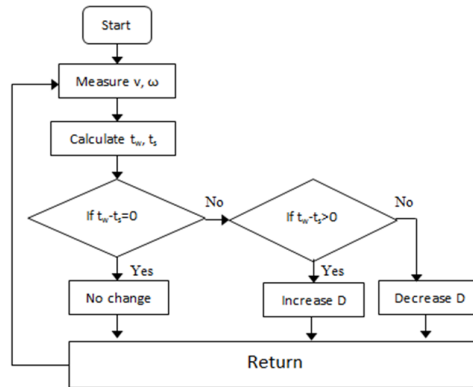 Start
Measure v, ω
Calculate tw, ts
If tw-ts=0
No
If tw-ts>0
No
Yes
Yes
No change
Increase D
Decrease D
Return